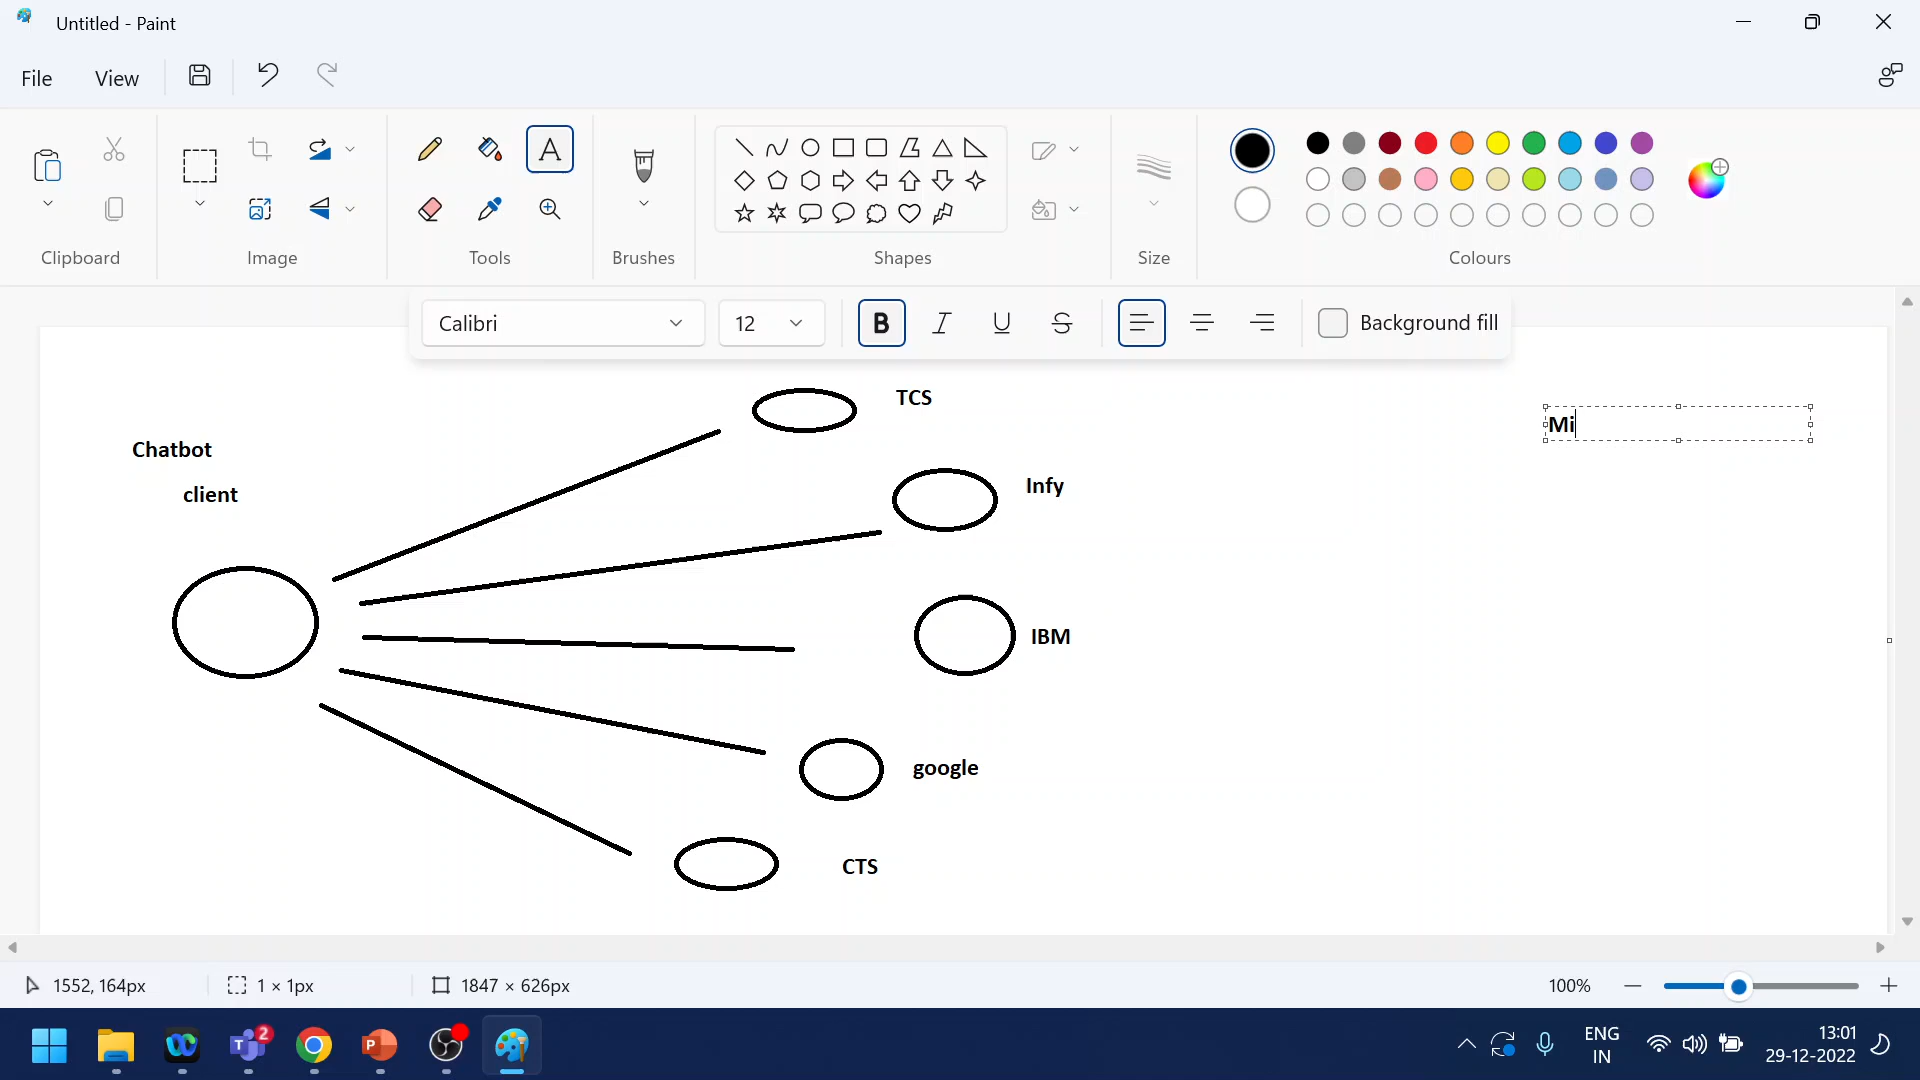 Untitled - Paint
File View
Clipboard Image Tools Brushes Shapes Size Colours
Calibri 12 B I U S Background fill
TCS
Mi
Chatbot
Infy
client
IBM
google
CTS
1552, 164px 1 × 1px 1847 × 626px 100%
ENG 13:01
IN 29-12-2022
2